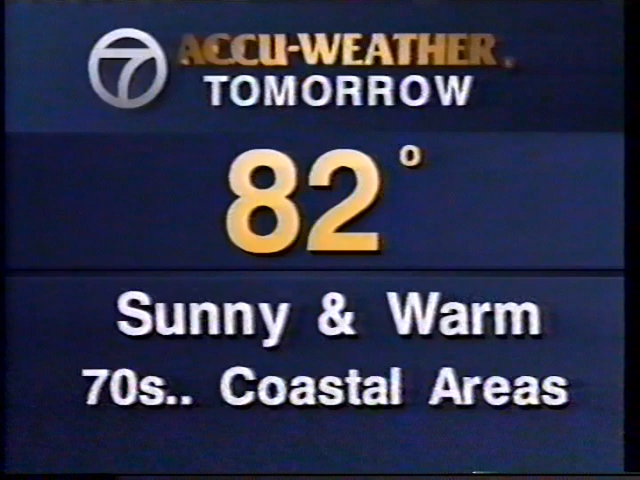 7 ACCU-WEATHER®
TOMORROW
82°
Sunny & Warm
70s.. Coastal Areas